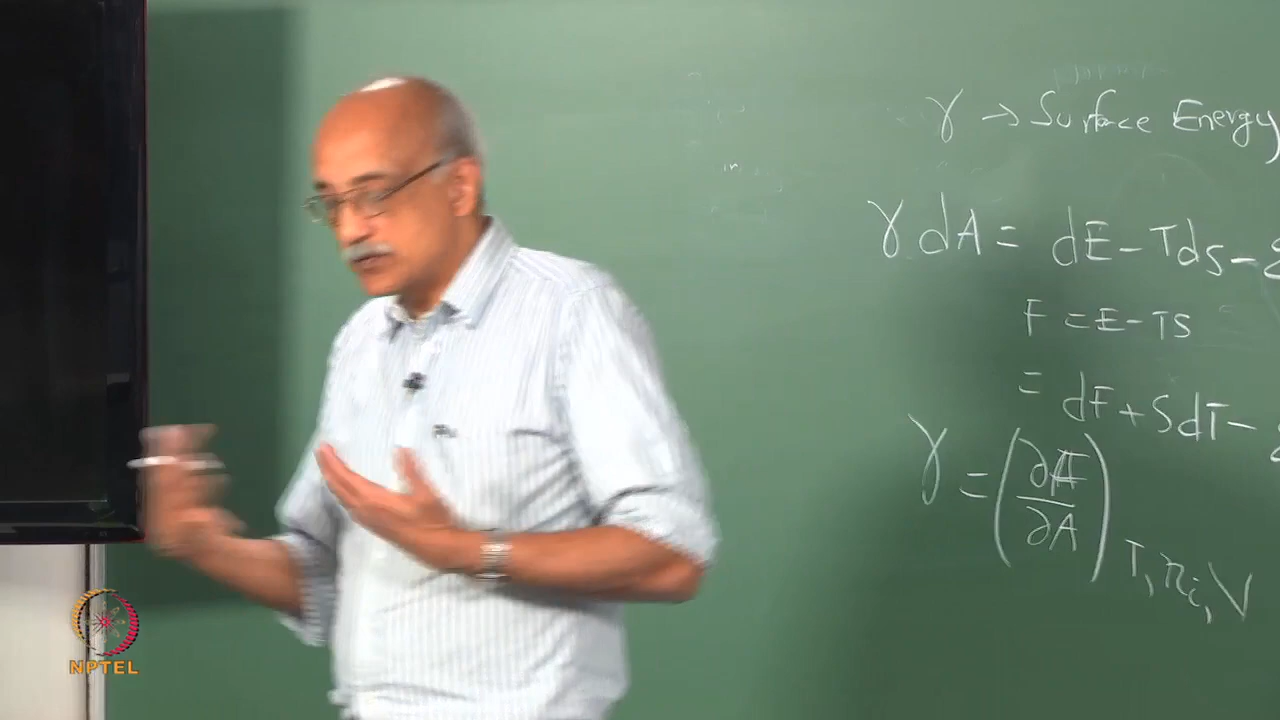 γ → Surface Energy
γ dA = dE - Tds -
F = E - TS
= dF + SdT -
γ = (∂F/∂A) T, nᵢ, V
NPTEL